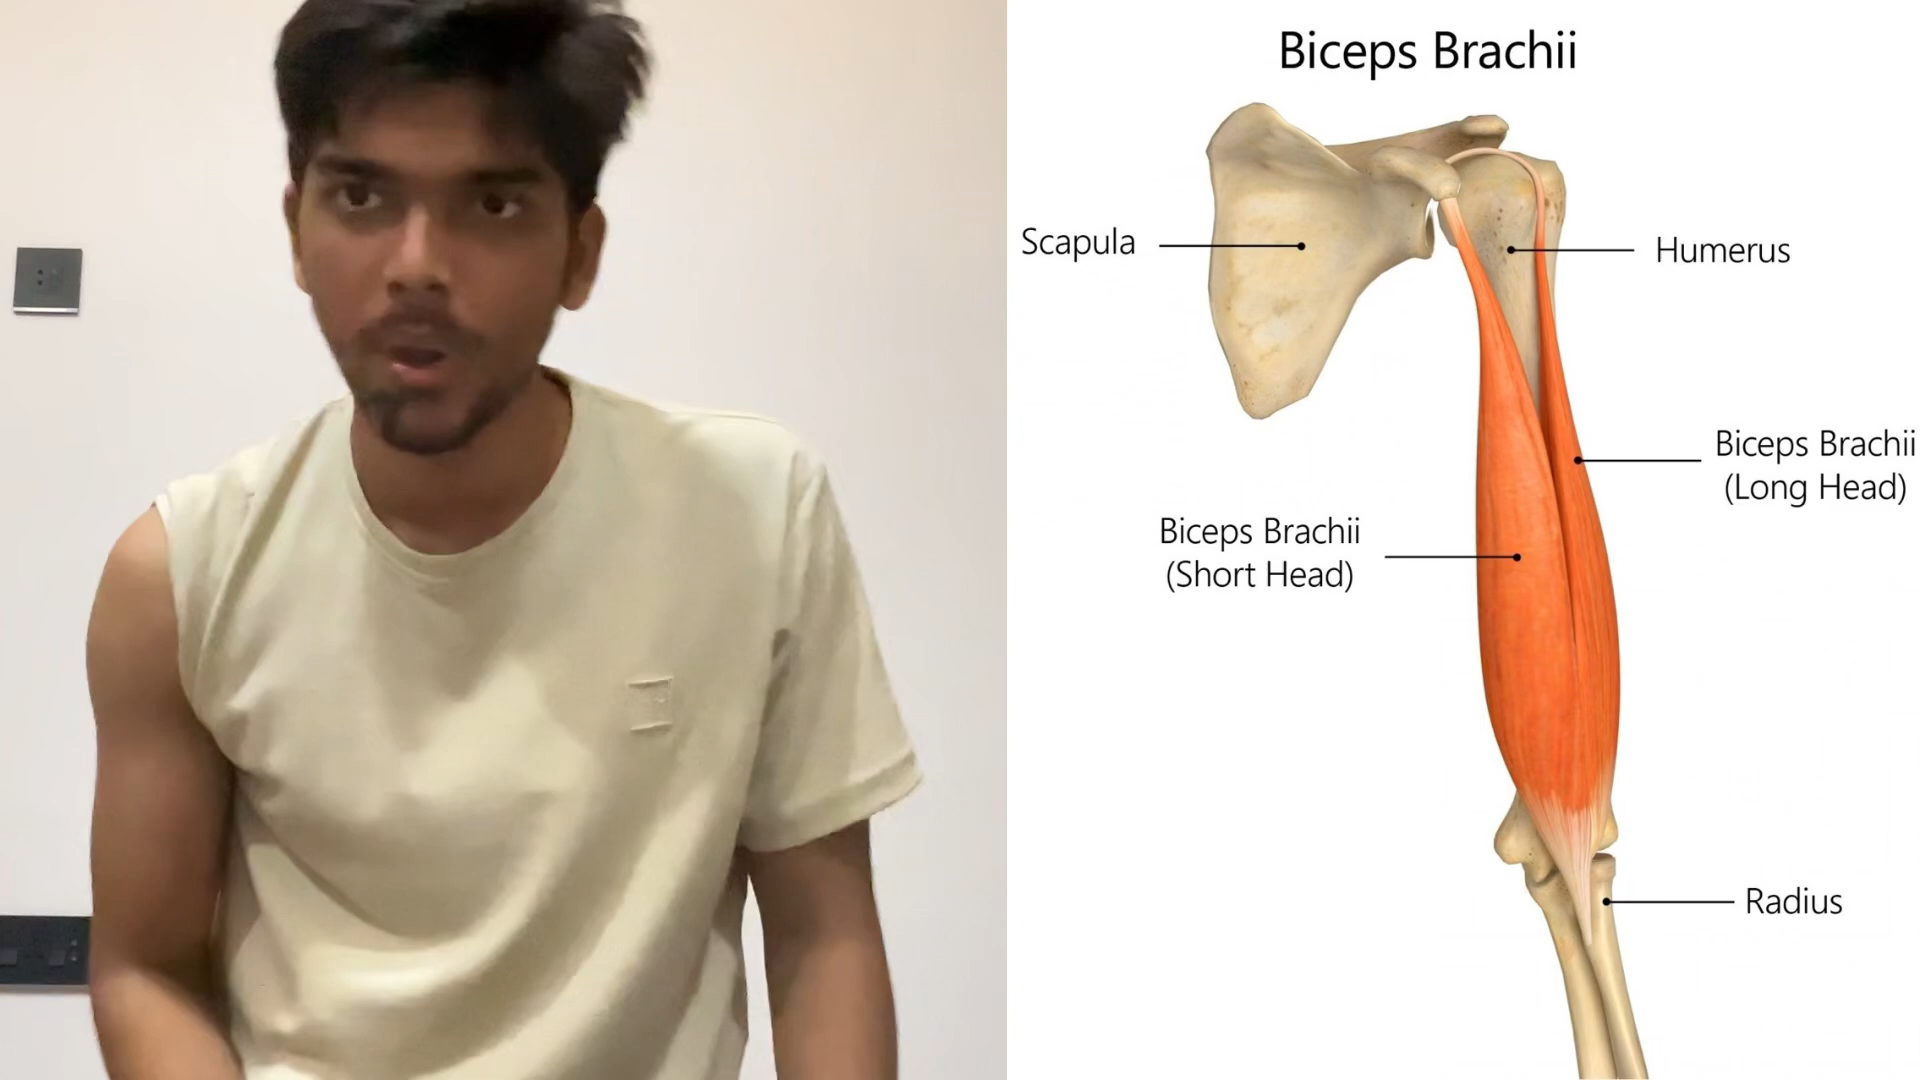 Biceps Brachii
Scapula
Humerus
Biceps Brachii
(Long Head)
Biceps Brachii
(Short Head)
Radius